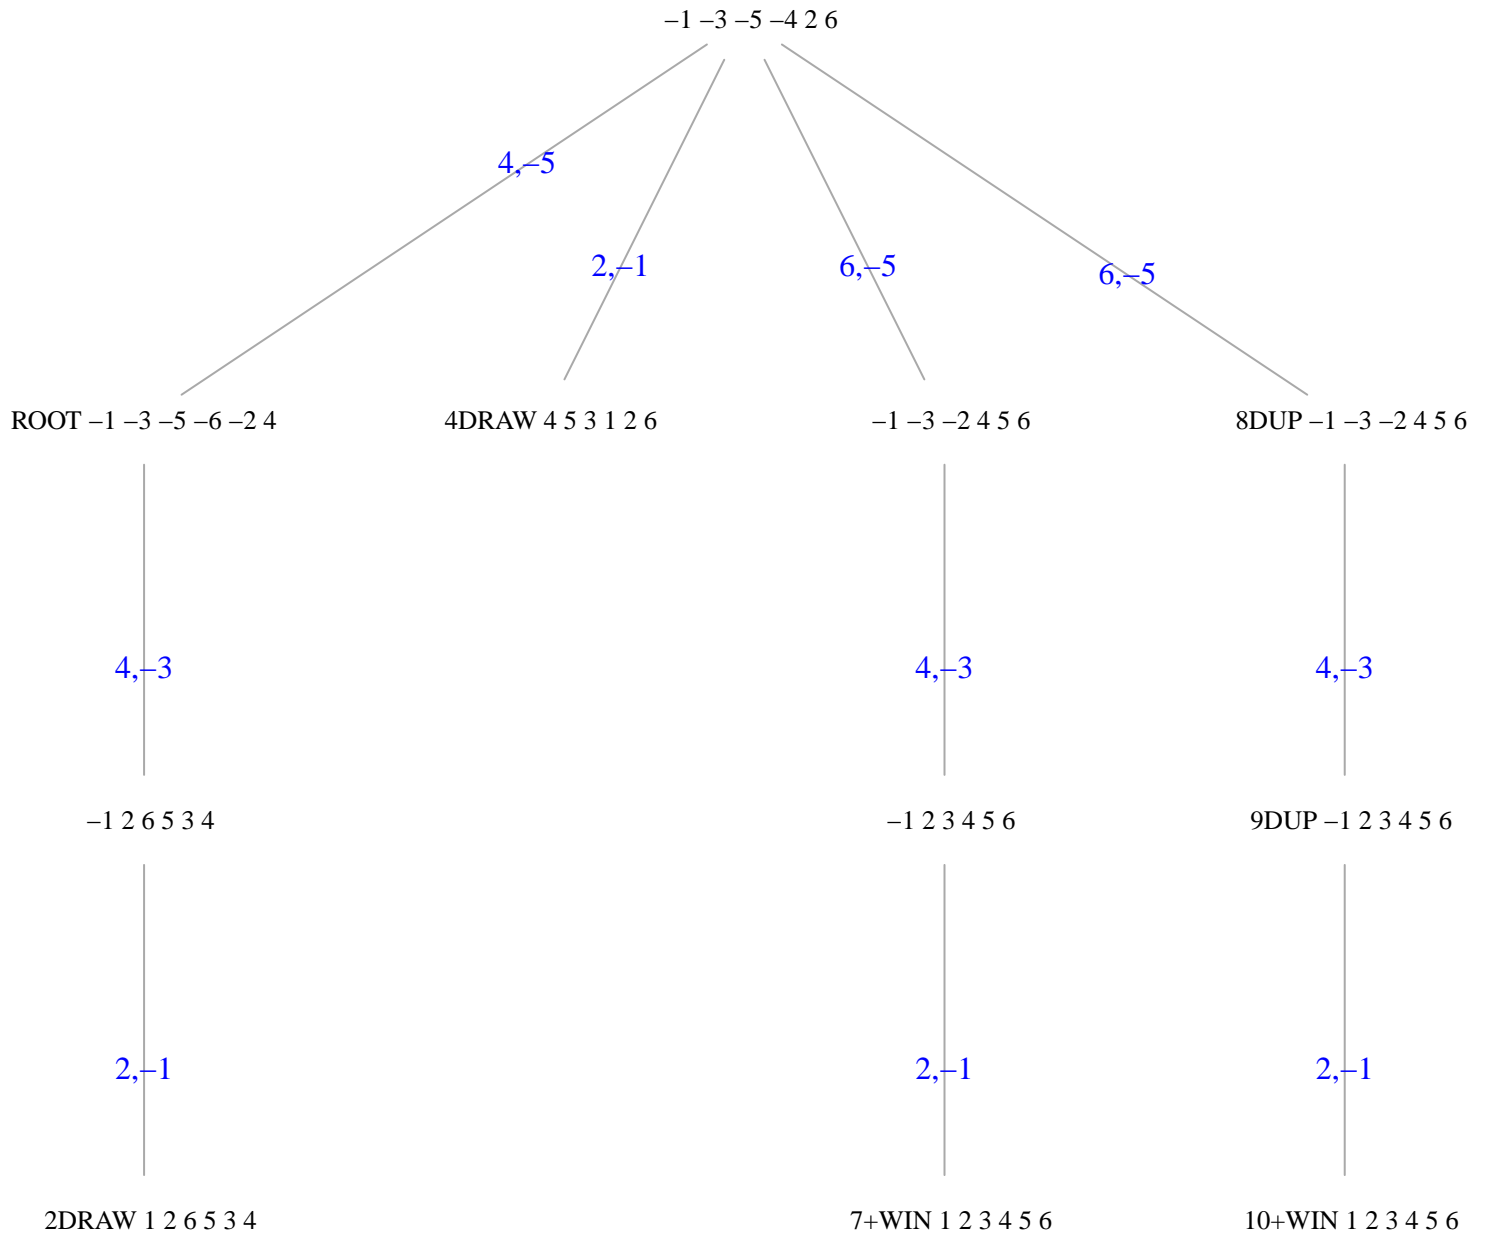 –1 –3 –5 –4 2 6
4,–5
2,–1
6,–5
6,–5
ROOT –1 –3 –5 –6 –2 4
4DRAW 4 5 3 1 2 6
–1 –3 –2 4 5 6
8DUP –1 –3 –2 4 5 6
4,–3
4,–3
4,–3
–1 2 6 5 3 4
–1 2 3 4 5 6
9DUP –1 2 3 4 5 6
2,–1
2,–1
2,–1
2DRAW 1 2 6 5 3 4
7+WIN 1 2 3 4 5 6
10+WIN 1 2 3 4 5 6